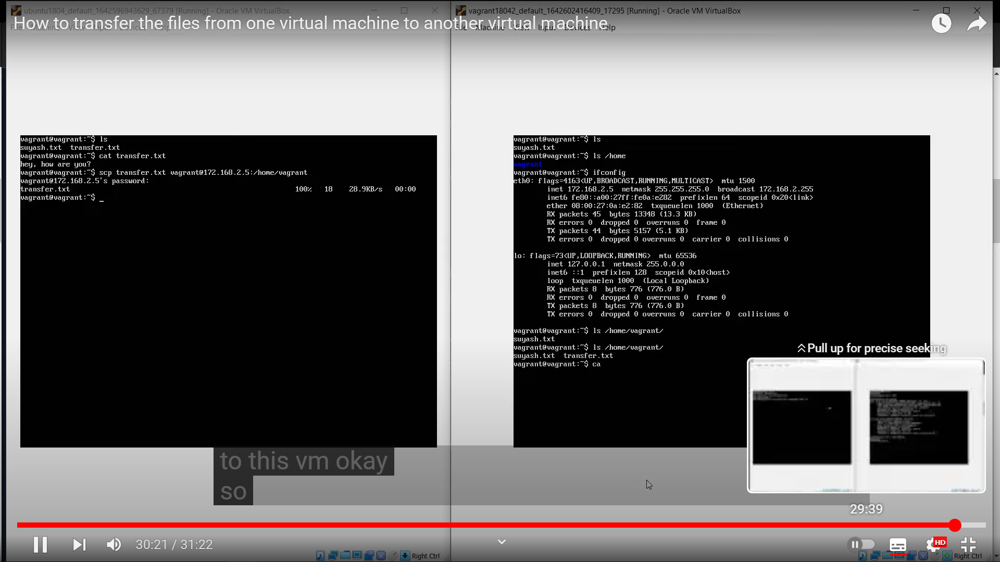 ubuntu1804_default_1642596943629_67379 [Running] - Oracle VM VirtualBox
vagrant18042_default_1642602416409_17295 [Running] - Oracle VM VirtualBox
How to transfer the files from one virtual machine to another virtual machine
File Machine View Input Devices Help
File Machine View Input Devices Help
vagrant@vagrant:~$ ls
suyash.txt  transfer.txt
vagrant@vagrant:~$ cat transfer.txt
hey, how are you?
vagrant@vagrant:~$ scp transfer.txt vagrant@172.168.2.5:/home/vagrant
vagrant@172.168.2.5's password:
transfer.txt 100% 18 28.9KB/s 00:00
vagrant@vagrant:~$ _
vagrant@vagrant:~$ ls
suyash.txt
vagrant@vagrant:~$ ls /home
vagrant
vagrant@vagrant:~$ ifconfig
eth0: flags=4163<UP,BROADCAST,RUNNING,MULTICAST>  mtu 1500
inet 172.168.2.5  netmask 255.255.255.0  broadcast 172.168.2.255
inet6 fe80::a00:27ff:fe0a:e282  prefixlen 64  scopeid 0x20<link>
ether 08:00:27:0a:e2:82  txqueuelen 1000  (Ethernet)
RX packets 45  bytes 13348 (13.3 KB)
RX errors 0  dropped 0  overruns 0  frame 0
TX packets 44  bytes 5157 (5.1 KB)
TX errors 0  dropped 0 overruns 0  carrier 0  collisions 0
lo: flags=73<UP,LOOPBACK,RUNNING>  mtu 65536
inet 127.0.0.1  netmask 255.0.0.0
inet6 ::1  prefixlen 128  scopeid 0x10<host>
loop  txqueuelen 1000  (Local Loopback)
RX packets 8  bytes 776 (776.0 B)
RX errors 0  dropped 0  overruns 0  frame 0
TX packets 8  bytes 776 (776.0 B)
TX errors 0  dropped 0 overruns 0  carrier 0  collisions 0
vagrant@vagrant:~$ ls /home/vagrant/
suyash.txt
vagrant@vagrant:~$ ls /home/vagrant/
suyash.txt  transfer.txt
vagrant@vagrant:~$ ca
Pull up for precise seeking
to this vm okay
so
29:39
30:21 / 31:22
HD
Right Ctrl
Right Ctrl